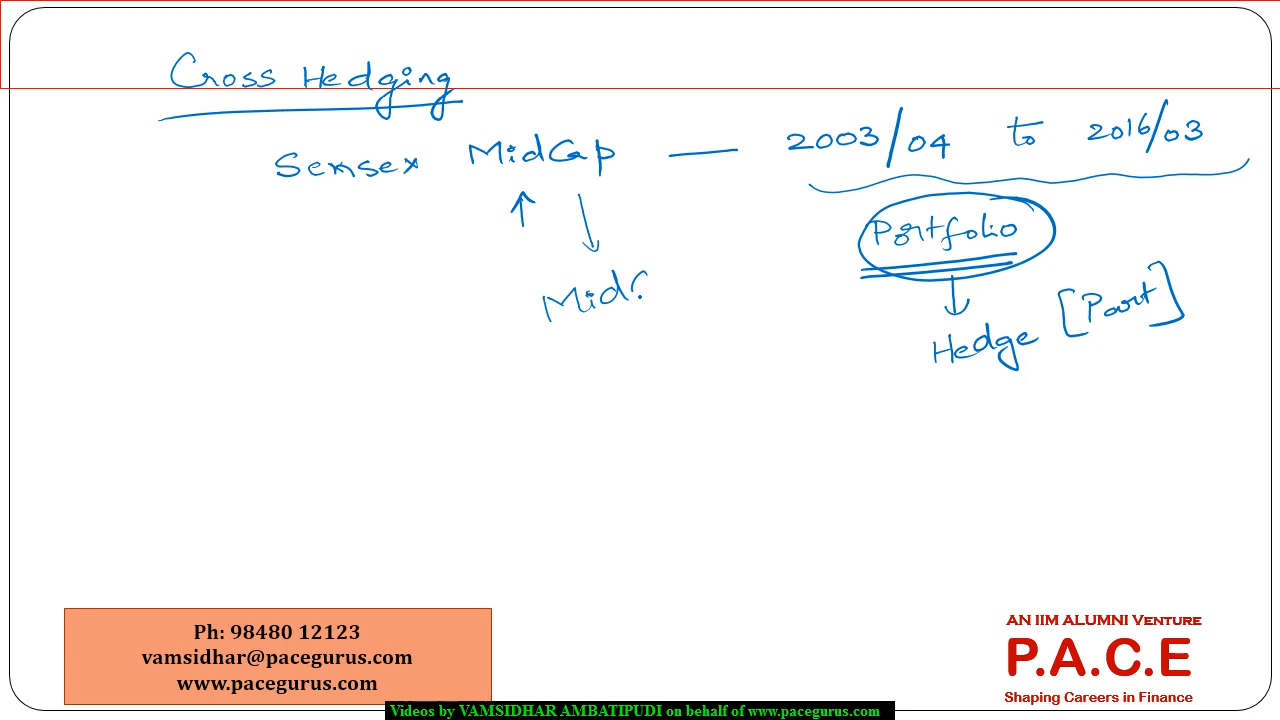 Cross Hedging
Sensex MidCap — 2003/04 to 2016/03
Portfolio
Mid
Hedge [Part]
Ph: 98480 12123
vamsidhar@pacegurus.com
www.pacegurus.com
AN IIM ALUMNI VENTURE
P.A.C.E
Shaping Careers in Finance
Videos by VAMSIDHAR AMBATIPUDI on behalf of www.pacegurus.com